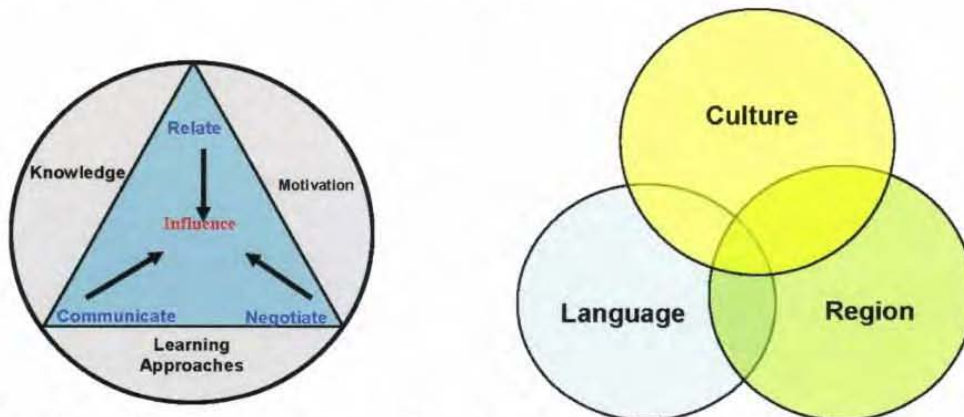 Relate
Knowledge
Motivation
Influence
Communicate
Negotiate
Learning
Approaches
Culture
Language
Region